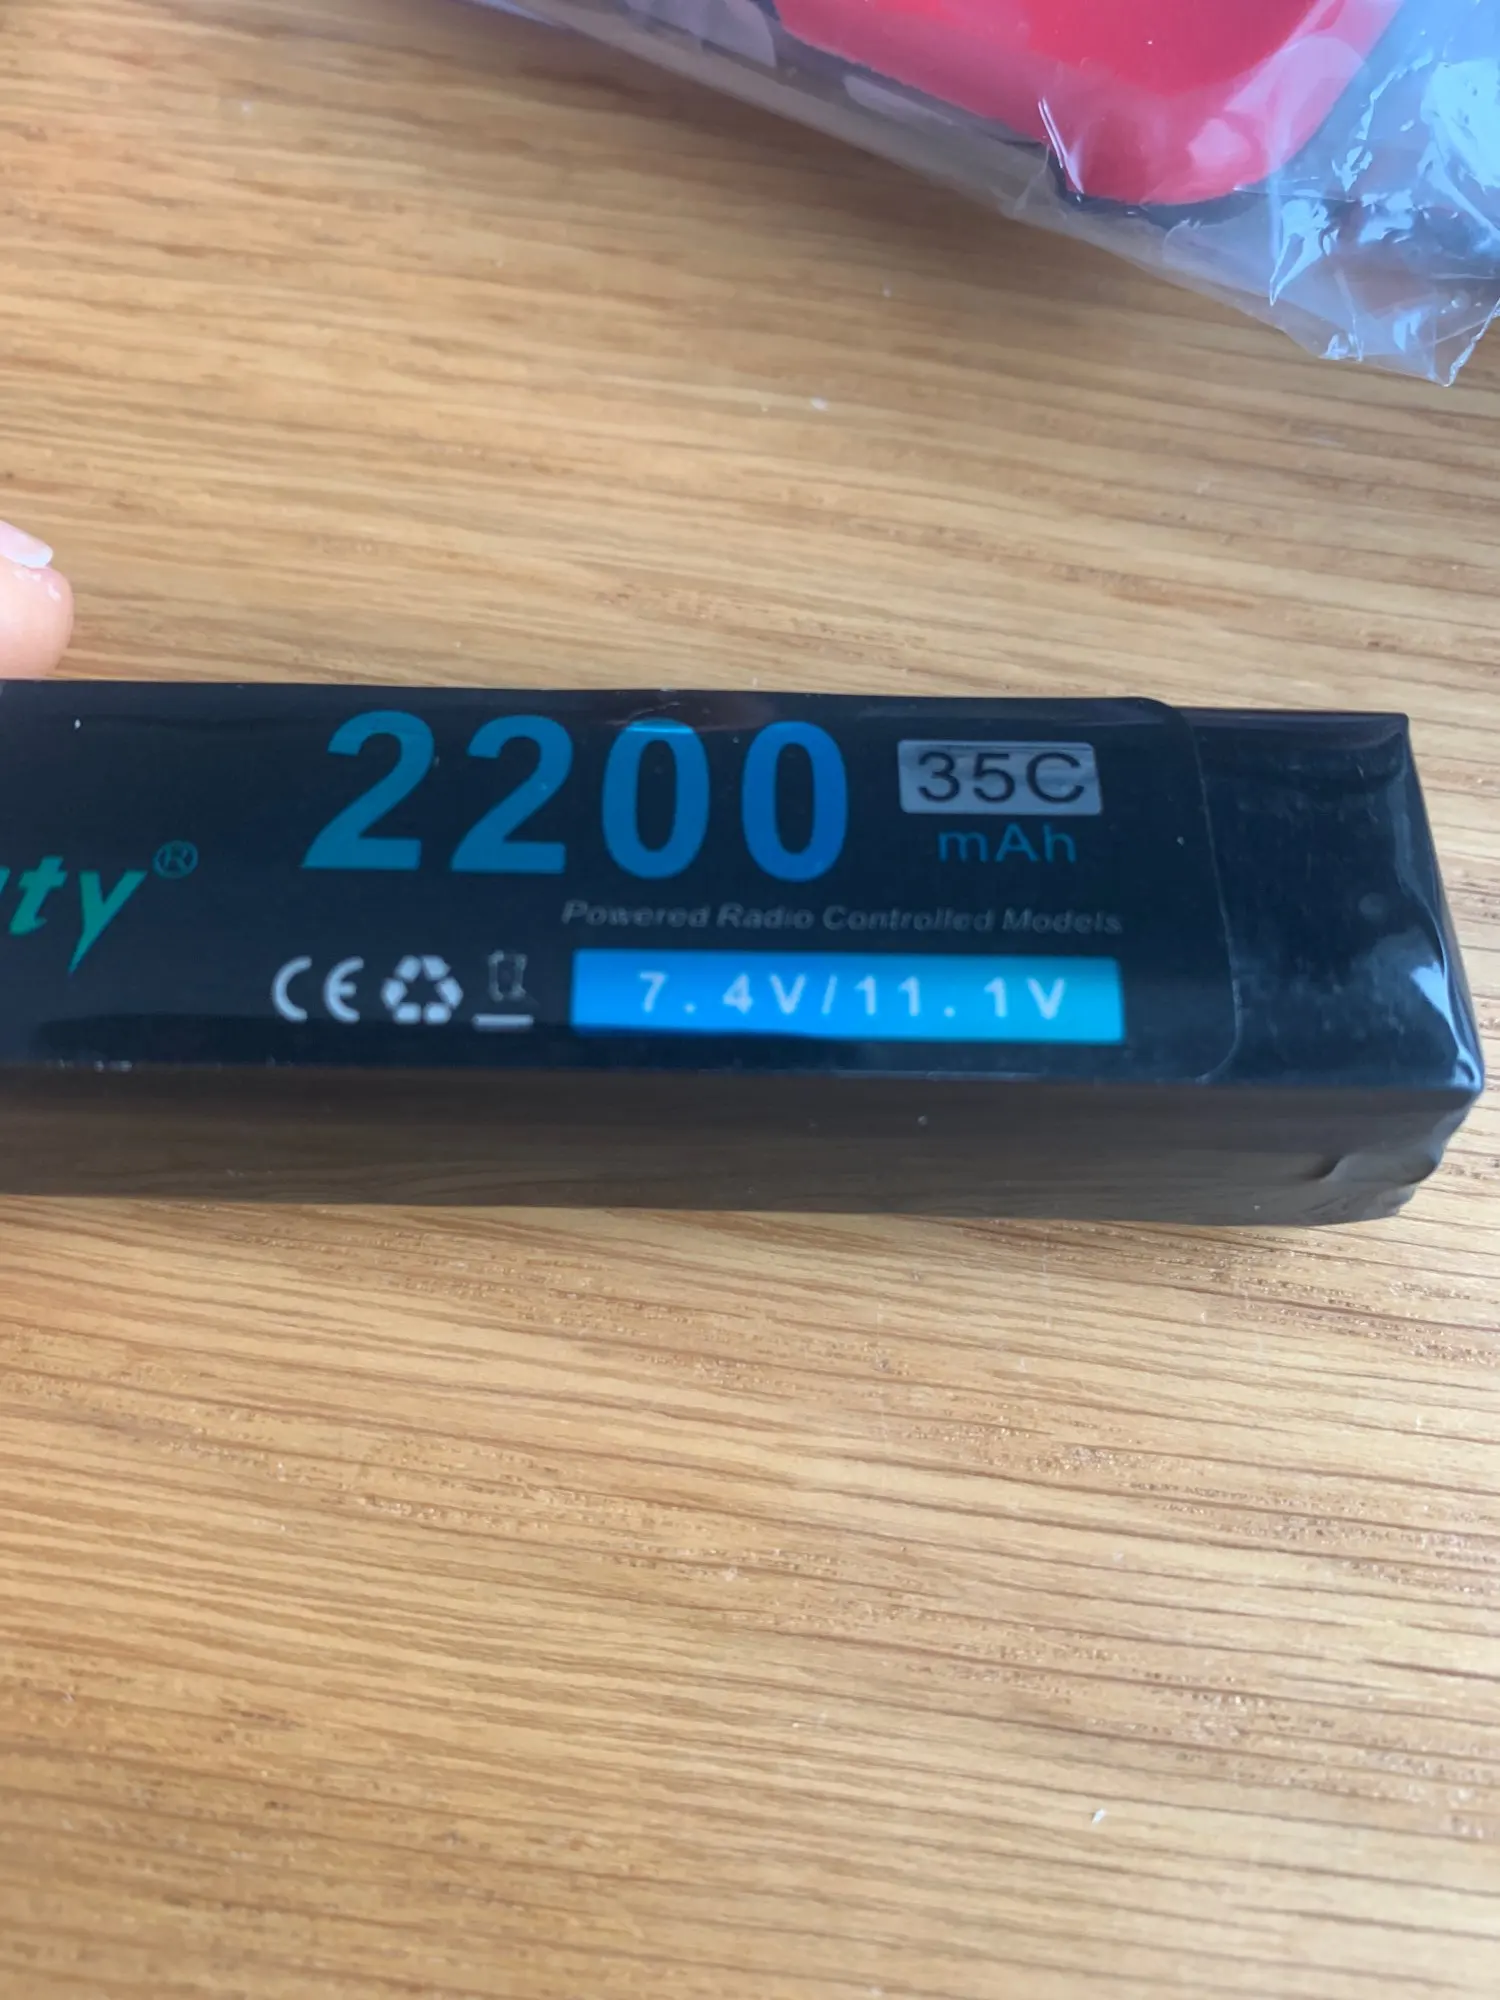 2200 35C
mAh
ty®
Powered Radio Controlled Models
CE
7.4V/11.1V